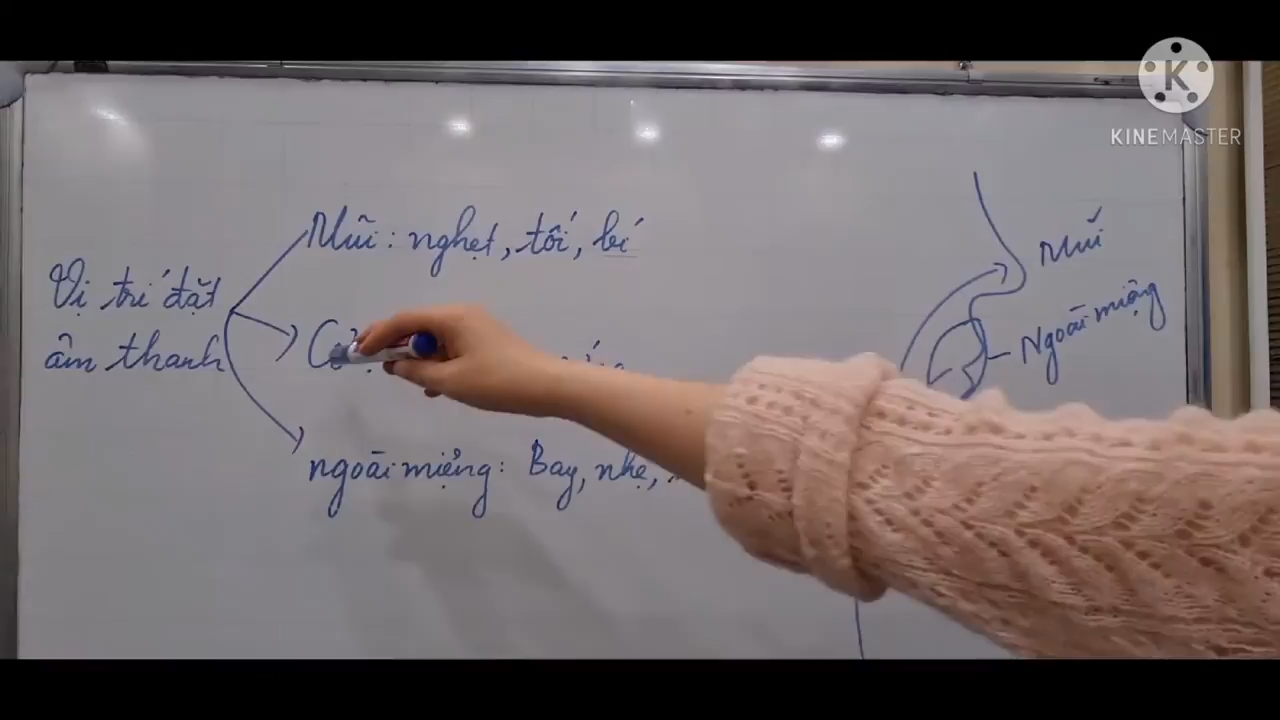 KINEMASTER
Mũi: nghẹt, tối, bí
Vị trí đặt
âm thanh
ngoài miệng: Bay, nhẹ,
Mũi
Ngoài miệng